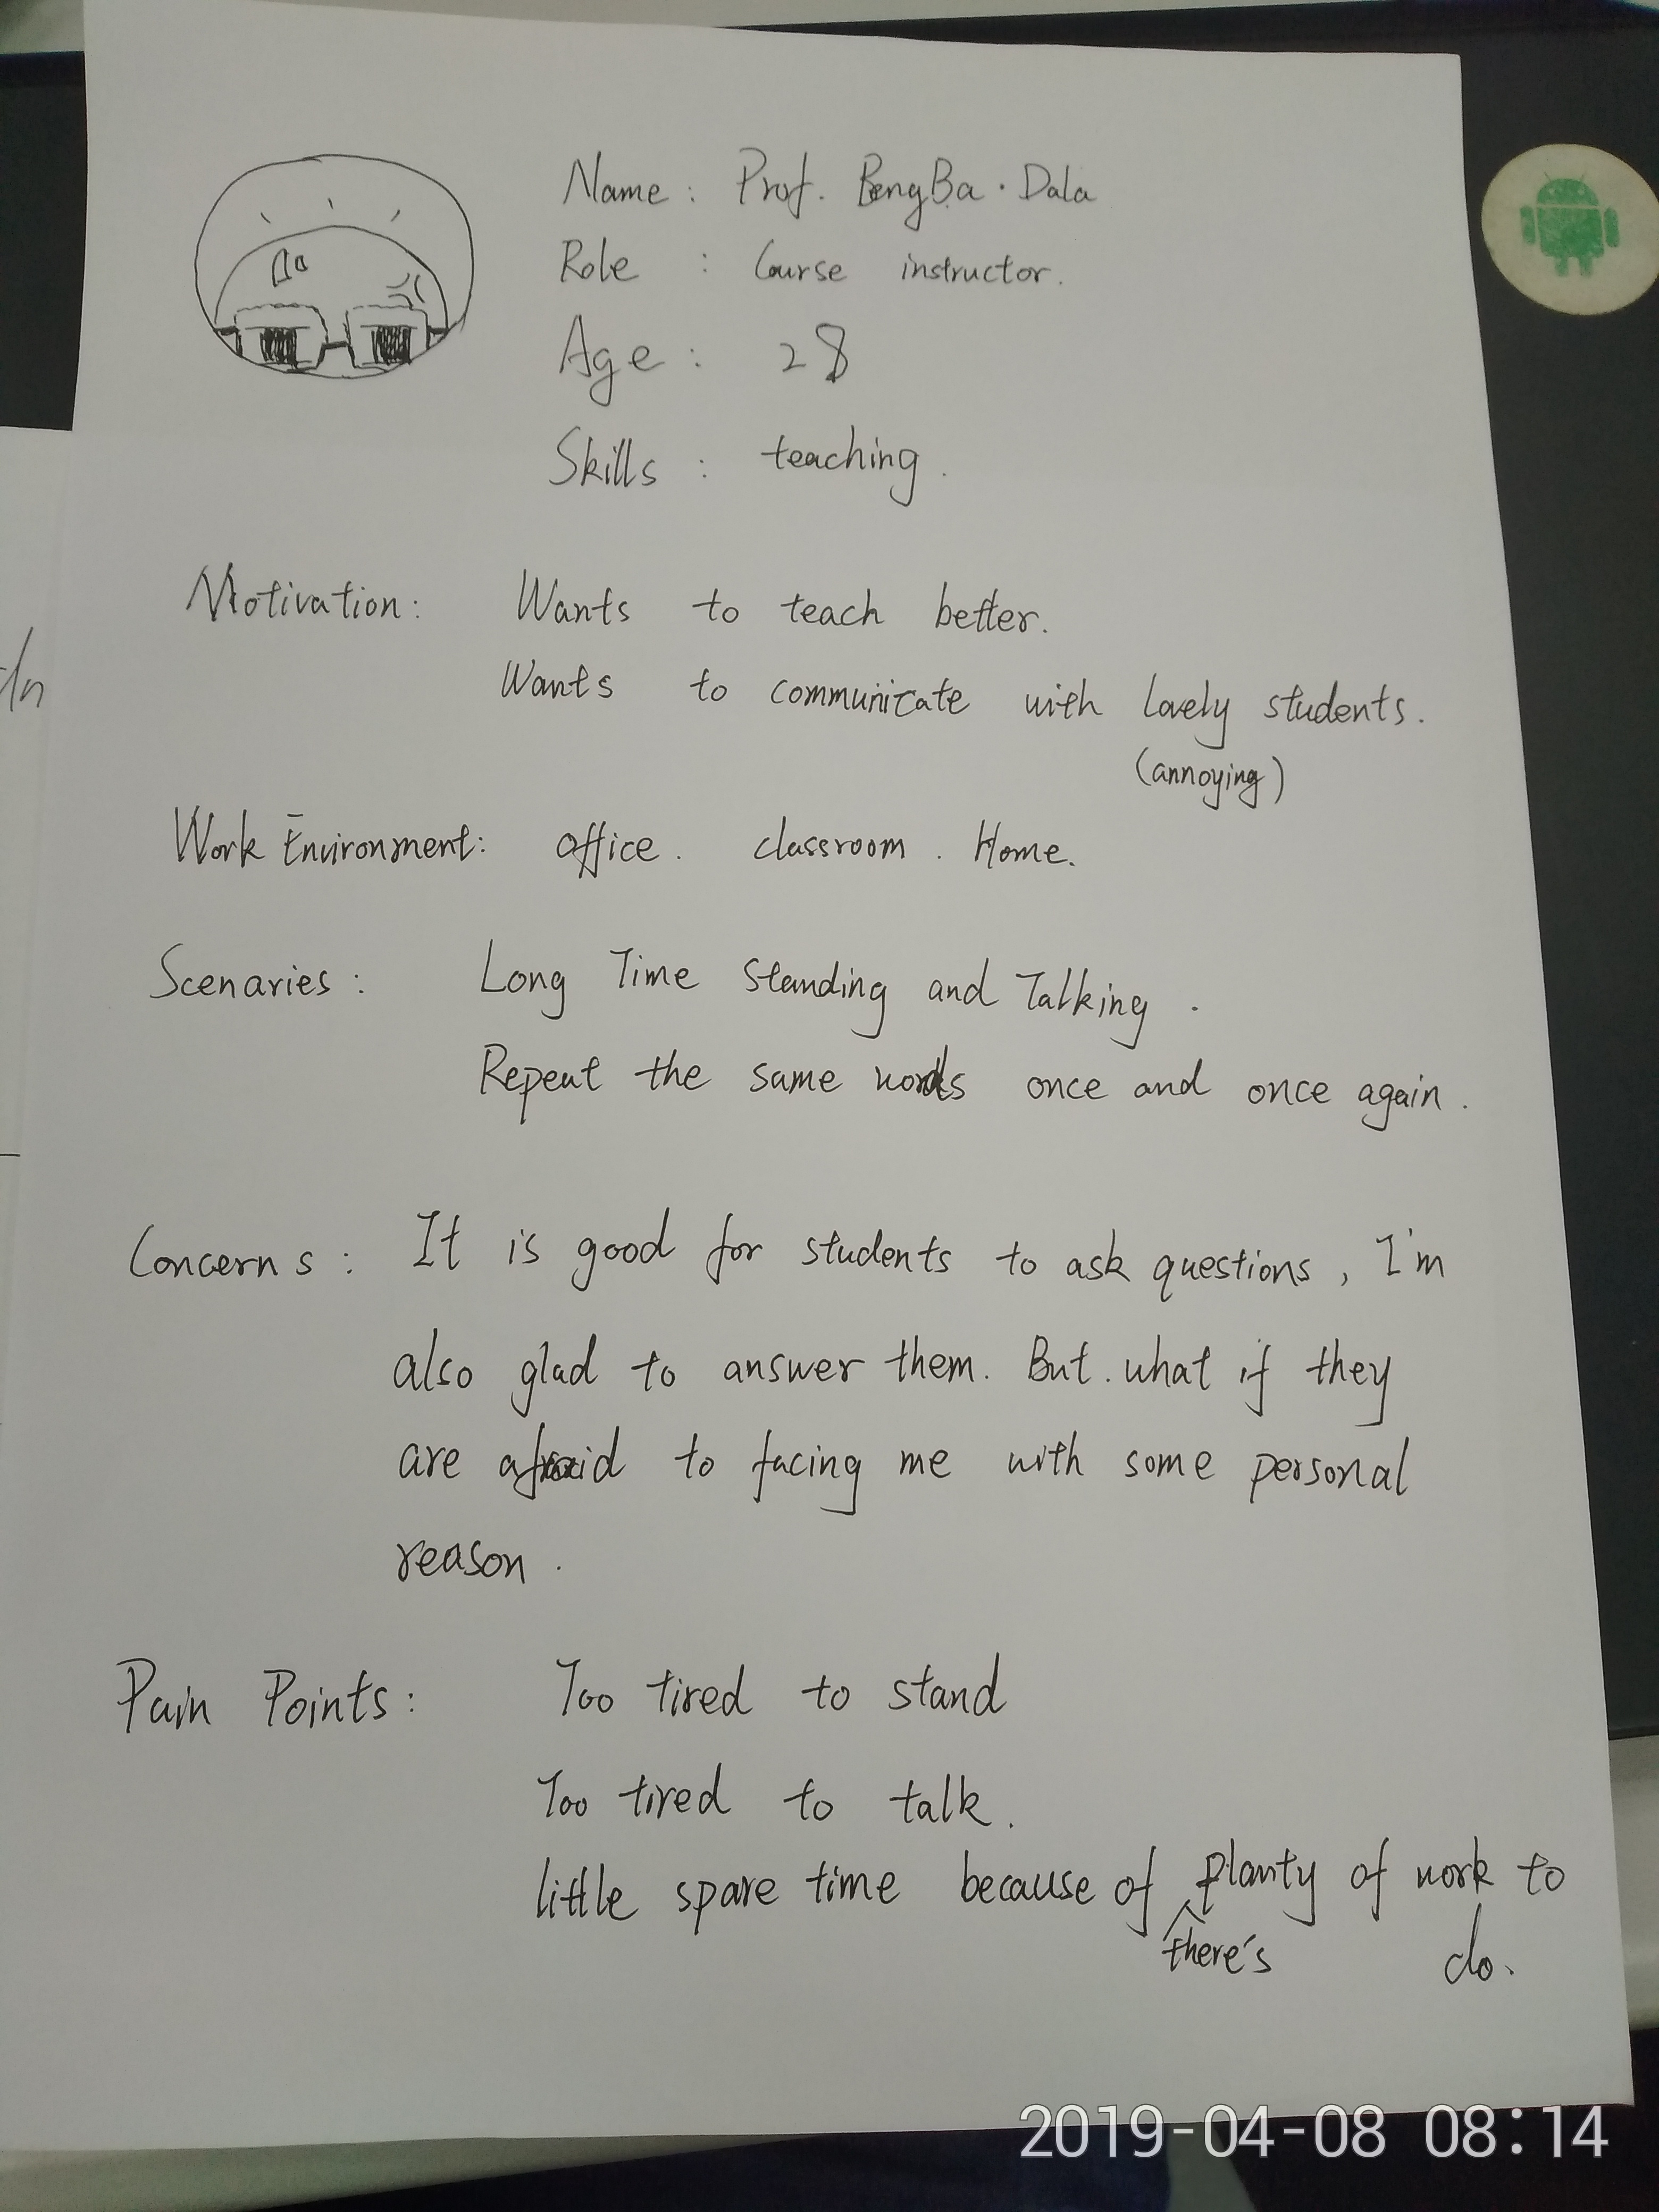 Name : Prof. BengBa · Dala
Role : Course instructor.
Age : 28
Skills : teaching.
Motivation : Wants to teach better.
Wants to communicate with lovely students.
(annoying)
Work Environment : office. classroom. Home.
Scenaries : Long Time Standing and Talking.
Repeat the same words once and once again.
Concerns : It is good for students to ask questions, I'm
also glad to answer them. But. what if they
are afraid to facing me with some personal
reason.
Pain Points : Too tired to stand
Too tired to talk.
little spare time because of planty of work to
there's do.
2019-04-08 08:14